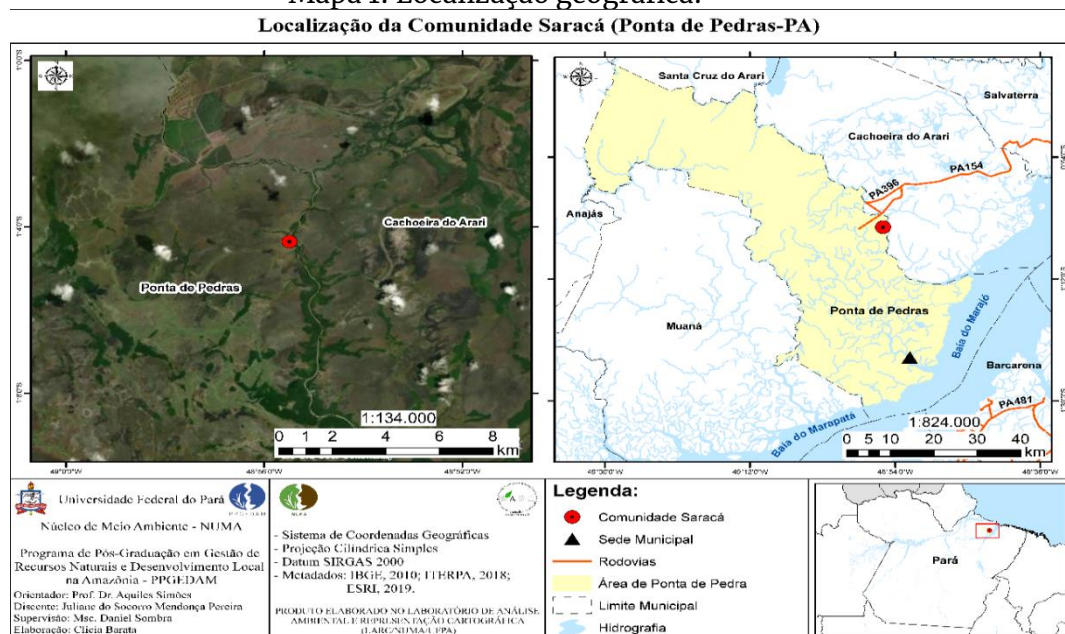 Mapa 1: Localização geográfica.
Localização da Comunidade Saracá (Ponta de Pedras-PA)
Cachoeira do Arari
Ponta de Pedras
1:134.000
0 1 2 4 6 8
km
Santa Cruz do Arari
Salvaterra
Cachoeira do Arari
PA154
PA396
Anajás
Ponta de Pedras
Muaná
Baía do Marajó
Barcarena
PA481
Baía do Marapatá
1:824.000
0 5 10 20 30 40
km
Universidade Federal do Pará
PPGEDAM
Núcleo de Meio Ambiente - NUMA
Programa de Pós-Graduação em Gestão de
Recursos Naturais e Desenvolvimento Local
na Amazônia - PPGEDAM
Orientador: Prof. Dr. Aquiles Simões
Discente: Juliane do Socorro Mendonça Pereira
Supervisão: Msc. Daniel Sombra
Elaboração: Clicia Barata
NUMA
- Sistema de Coordenadas Geográficas
- Projeção Cilíndrica Simples
- Datum SIRGAS 2000
- Metadados: IBGE, 2010; ITERPA, 2018;
ESRI, 2019.
PRODUTO ELABORADO NO LABORATÓRIO DE ANÁLISE
AMBIENTAL E REPRESENTAÇÃO CARTOGRÁFICA
(LARC/NUMA/UFPA)
Legenda:
Comunidade Saracá
Sede Municipal
Rodovias
Área de Ponta de Pedra
Limite Municipal
Hidrografia
Pará